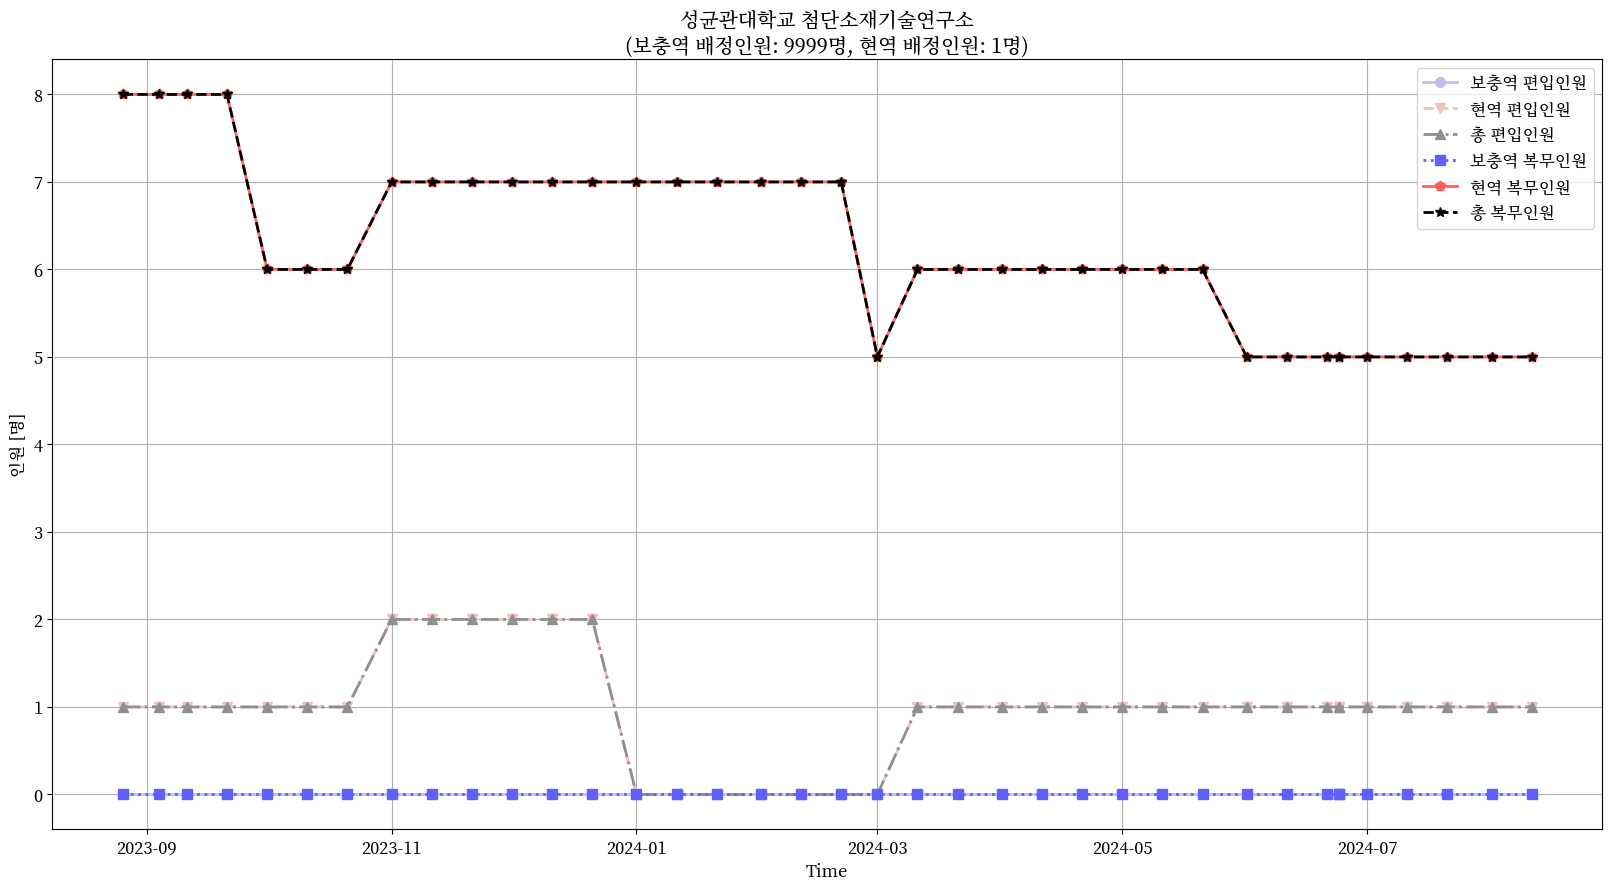 성균관대학교 첨단소재기술연구소
(보충역 배정인원: 9999명, 현역 배정인원: 1명)
보충역 편입인원
현역 편입인원
총 편입인원
보충역 복무인원
현역 복무인원
총 복무인원
인원 [명]
8
7
6
5
4
3
2
1
0
2023-09
2023-11
2024-01
2024-03
2024-05
2024-07
Time